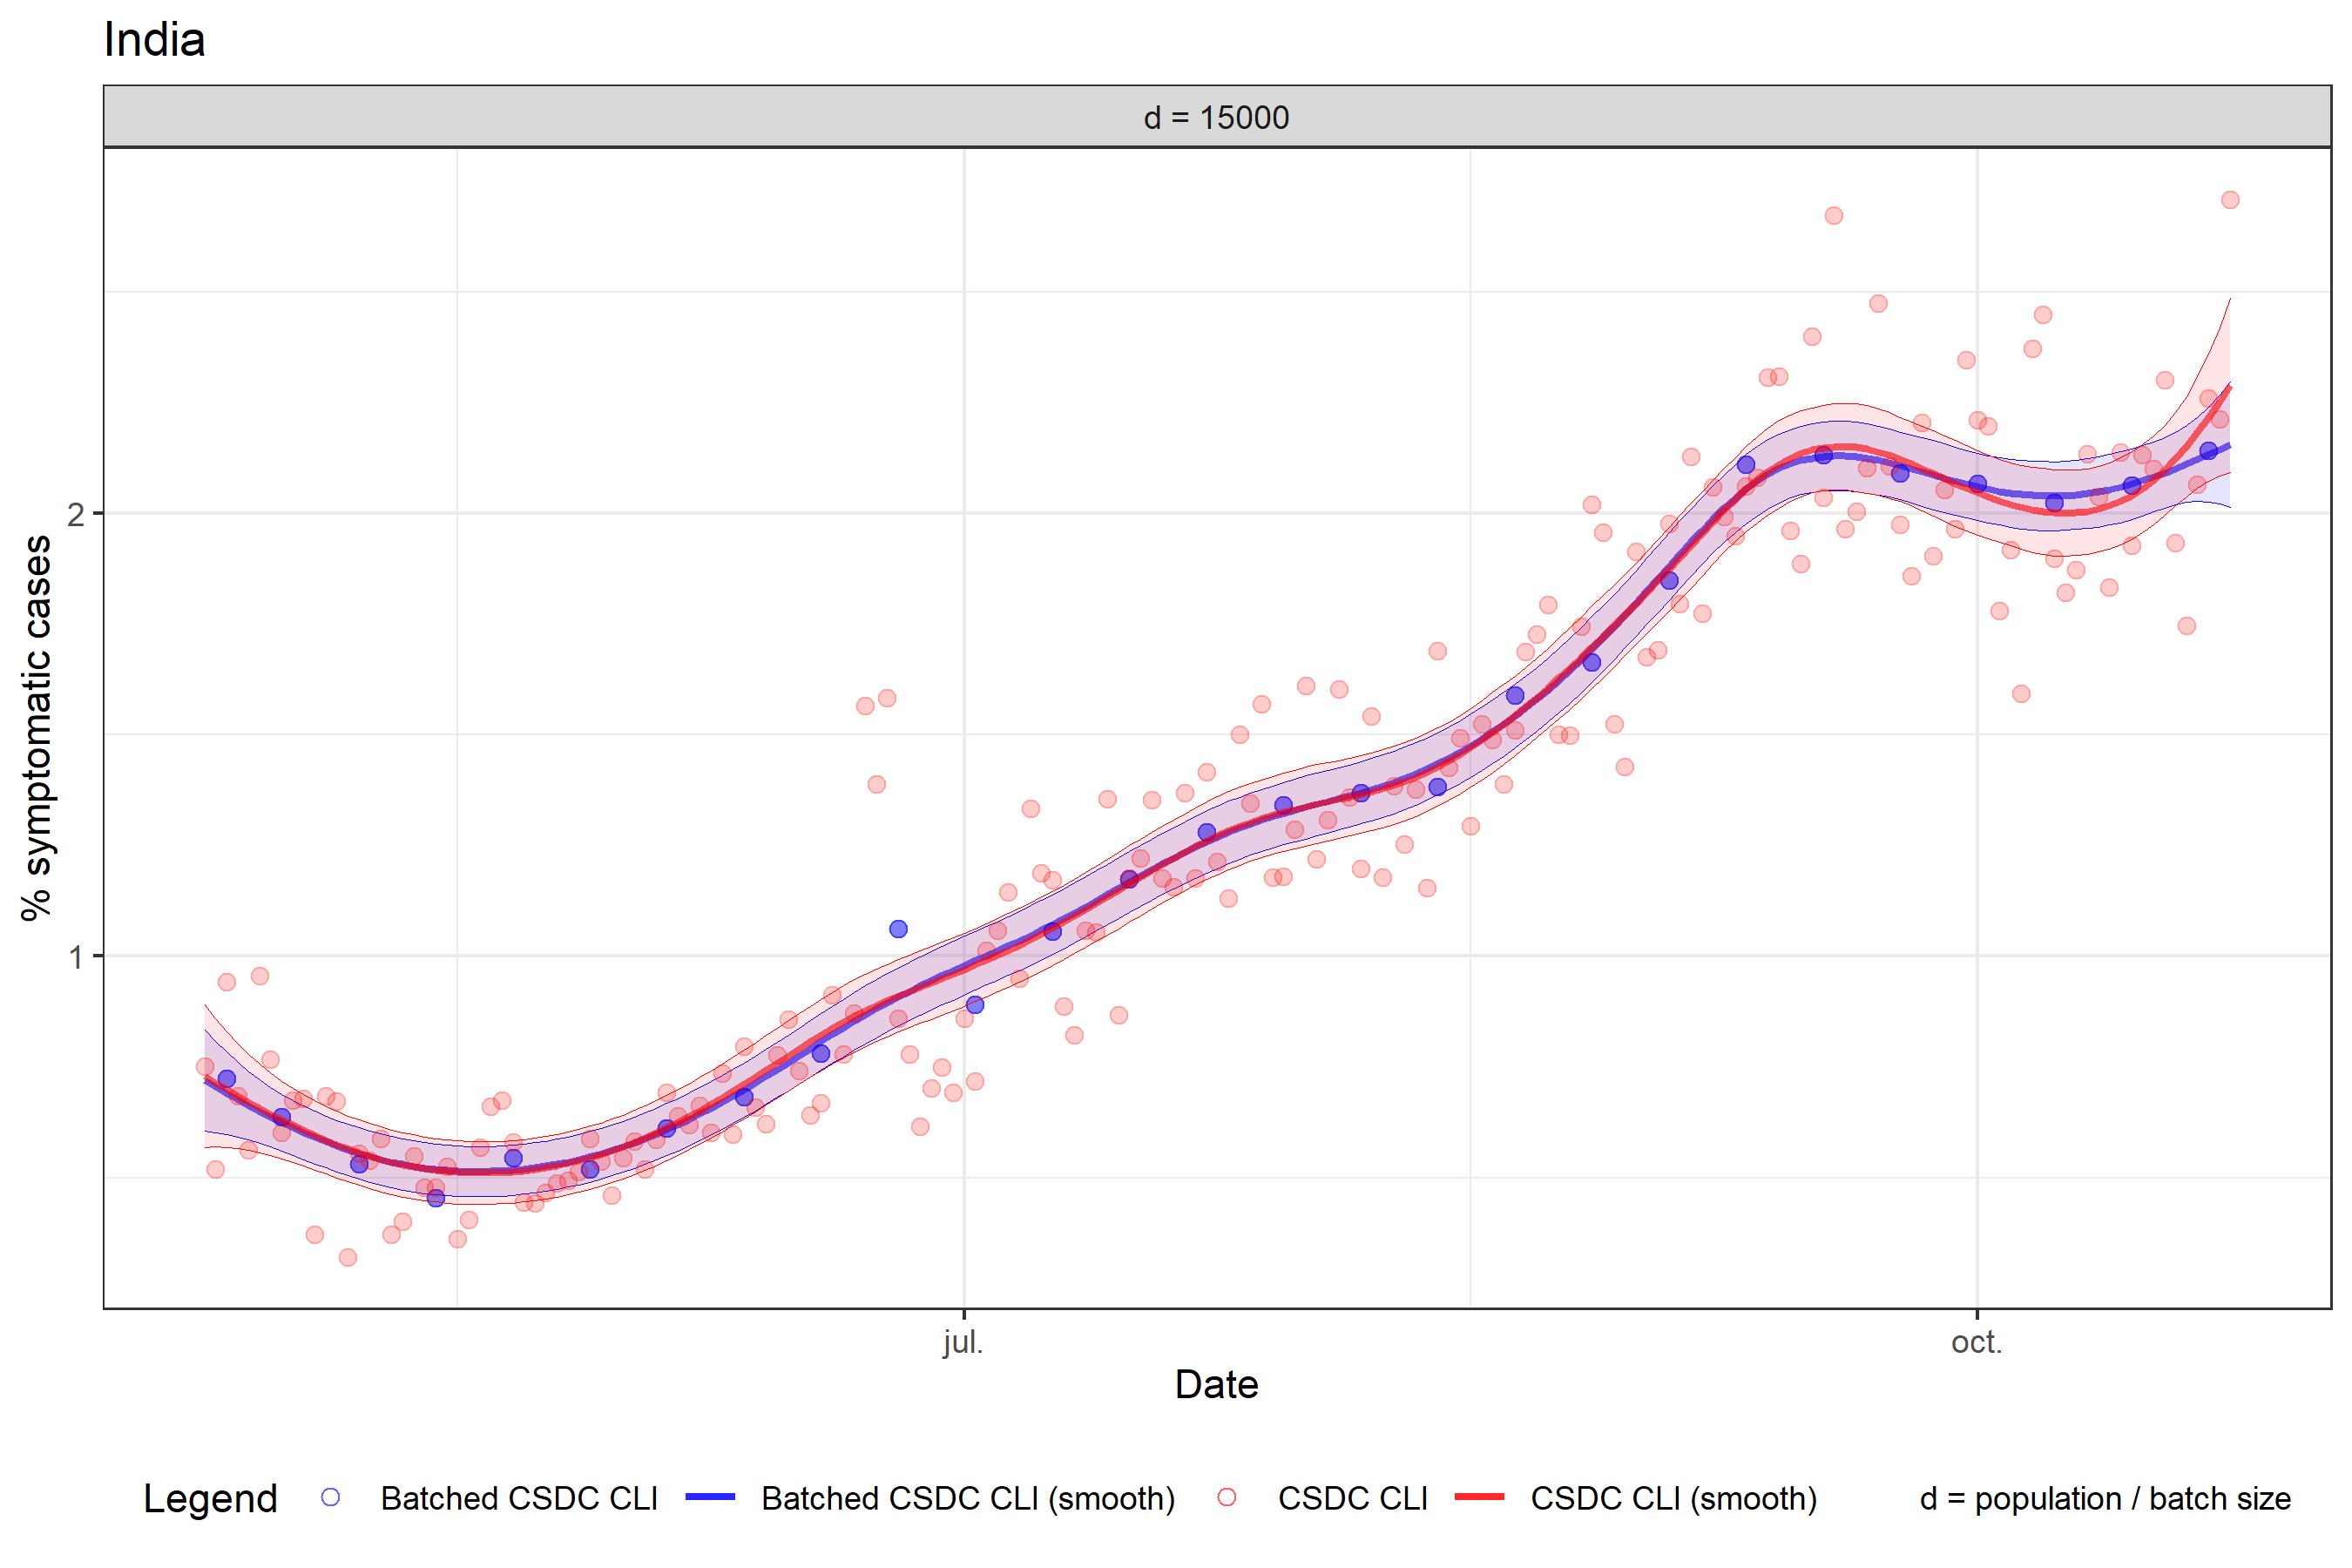 India
d = 15000
% symptomatic cases
2
1
jul.
oct.
Date
Legend
Batched CSDC CLI
Batched CSDC CLI (smooth)
CSDC CLI
CSDC CLI (smooth)
d = population / batch size